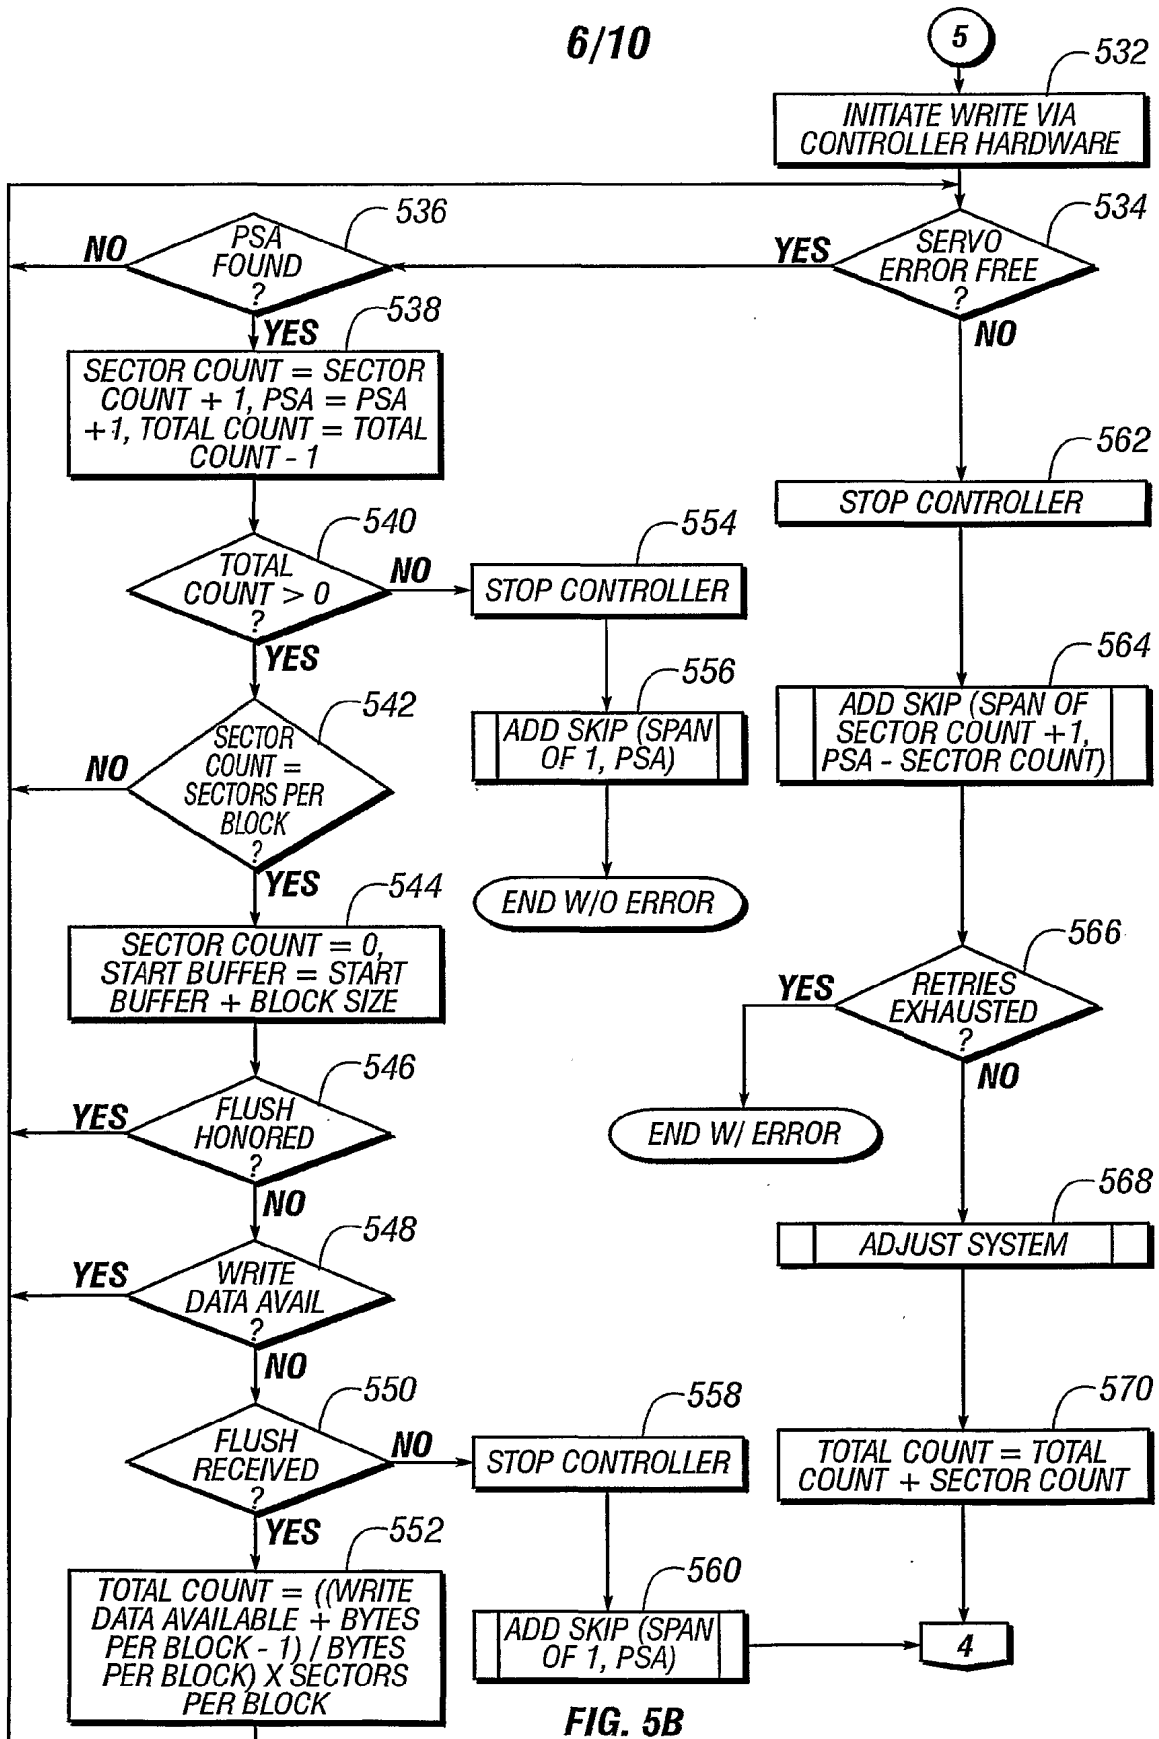 6/10
5
532
INITIATE WRITE VIA
CONTROLLER HARDWARE
534
SERVO
ERROR FREE
?
YES
NO
536
PSA
FOUND
?
NO
YES
538
SECTOR COUNT = SECTOR
COUNT + 1, PSA = PSA
+1, TOTAL COUNT = TOTAL
COUNT - 1
540
TOTAL
COUNT > 0
?
NO
YES
554
STOP CONTROLLER
556
ADD SKIP (SPAN
OF 1, PSA)
END W/O ERROR
542
SECTOR
COUNT =
SECTORS PER
BLOCK
?
NO
YES
544
SECTOR COUNT = 0,
START BUFFER = START
BUFFER + BLOCK SIZE
546
FLUSH
HONORED
?
YES
NO
548
WRITE
DATA AVAIL
?
YES
NO
550
FLUSH
RECEIVED
?
NO
YES
552
TOTAL COUNT = ((WRITE
DATA AVAILABLE + BYTES
PER BLOCK - 1) / BYTES
PER BLOCK) X SECTORS
PER BLOCK
558
STOP CONTROLLER
560
ADD SKIP (SPAN
OF 1, PSA)
562
STOP CONTROLLER
564
ADD SKIP (SPAN OF
SECTOR COUNT +1,
PSA - SECTOR COUNT)
566
RETRIES
EXHAUSTED
?
YES
NO
END W/ ERROR
568
ADJUST SYSTEM
570
TOTAL COUNT = TOTAL
COUNT + SECTOR COUNT
4
FIG. 5B